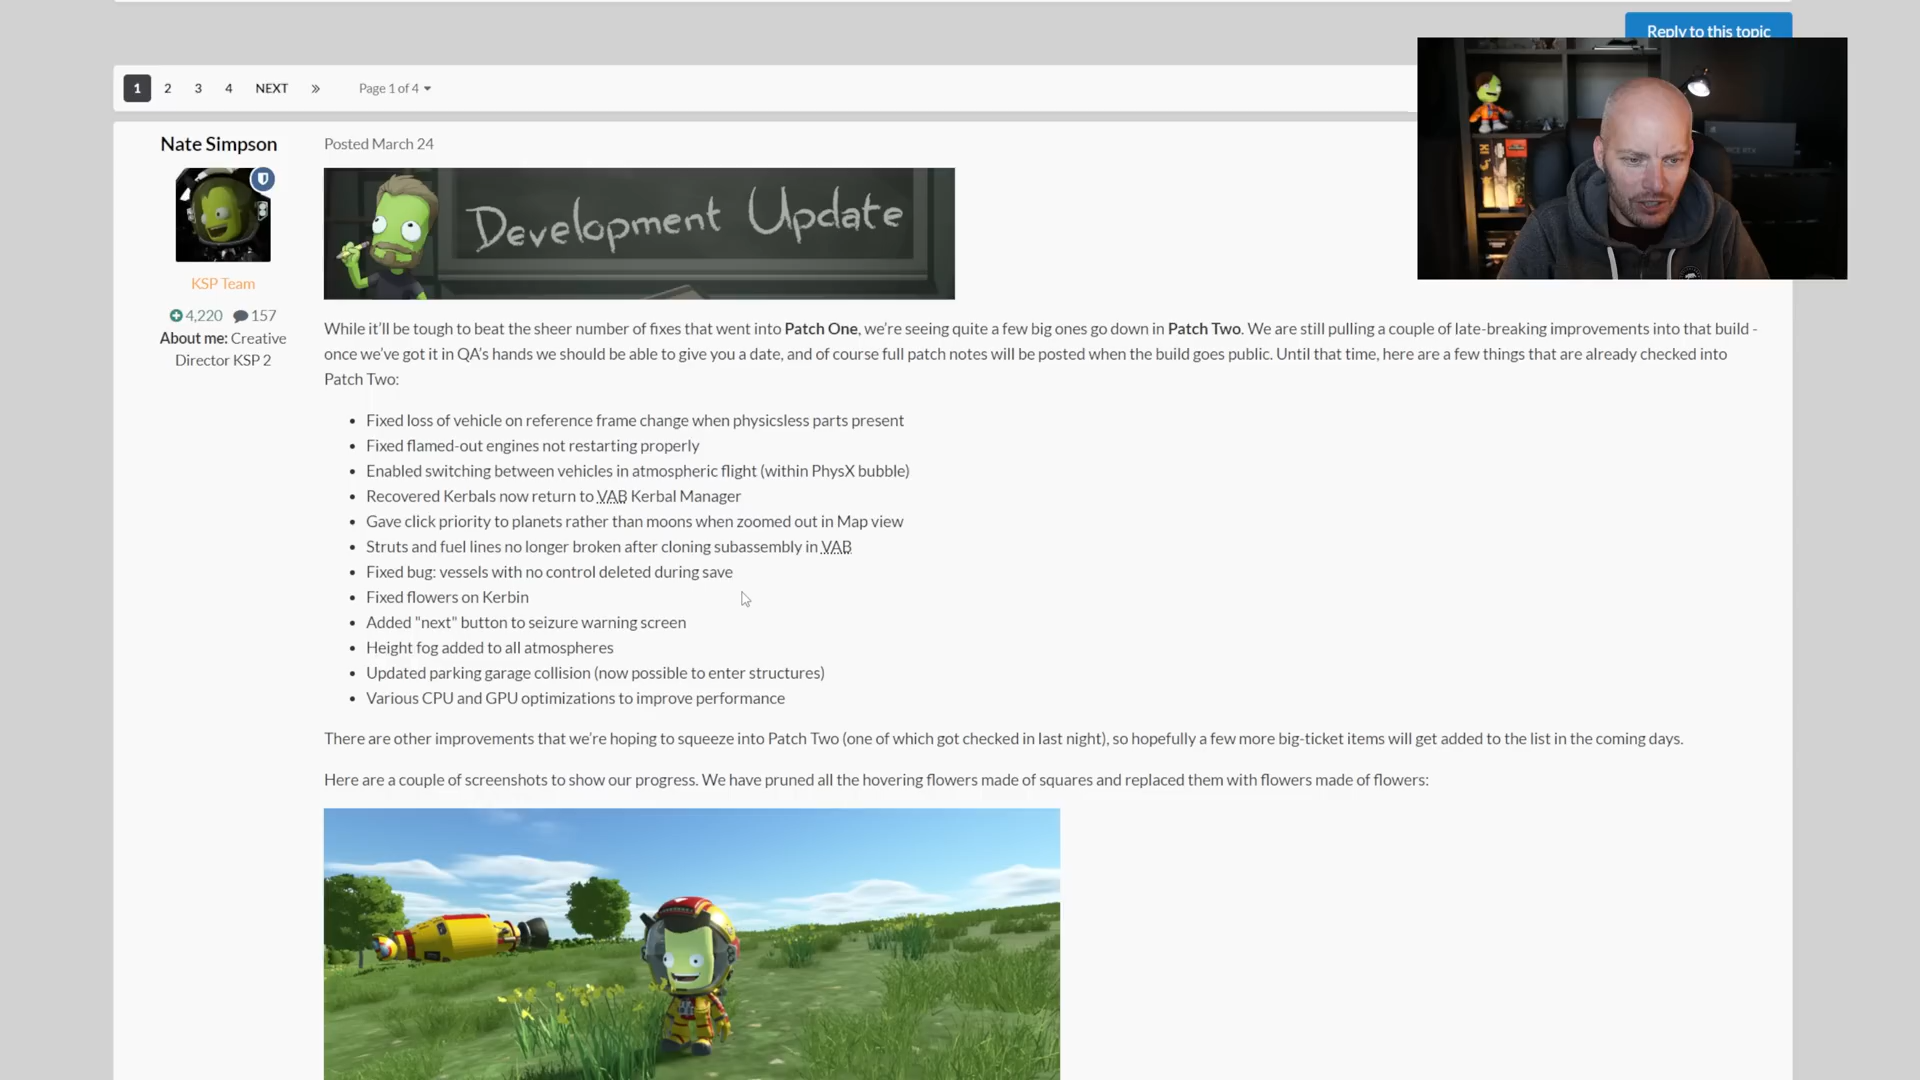 Reply to this topic
1 2 3 4 NEXT » Page 1 of 4
Nate Simpson
Posted March 24
Development Update
KSP Team
4,220 157
About me: Creative
Director KSP 2
While it'll be tough to beat the sheer number of fixes that went into Patch One, we're seeing quite a few big ones go down in Patch Two. We are still pulling a couple of late-breaking improvements into that build -
once we've got it in QA's hands we should be able to give you a date, and of course full patch notes will be posted when the build goes public. Until that time, here are a few things that are already checked into
Patch Two:
• Fixed loss of vehicle on reference frame change when physicsless parts present
• Fixed flamed-out engines not restarting properly
• Enabled switching between vehicles in atmospheric flight (within PhysX bubble)
• Recovered Kerbals now return to VAB Kerbal Manager
• Gave click priority to planets rather than moons when zoomed out in Map view
• Struts and fuel lines no longer broken after cloning subassembly in VAB
• Fixed bug: vessels with no control deleted during save
• Fixed flowers on Kerbin
• Added "next" button to seizure warning screen
• Height fog added to all atmospheres
• Updated parking garage collision (now possible to enter structures)
• Various CPU and GPU optimizations to improve performance
There are other improvements that we're hoping to squeeze into Patch Two (one of which got checked in last night), so hopefully a few more big-ticket items will get added to the list in the coming days.
Here are a couple of screenshots to show our progress. We have pruned all the hovering flowers made of squares and replaced them with flowers made of flowers: